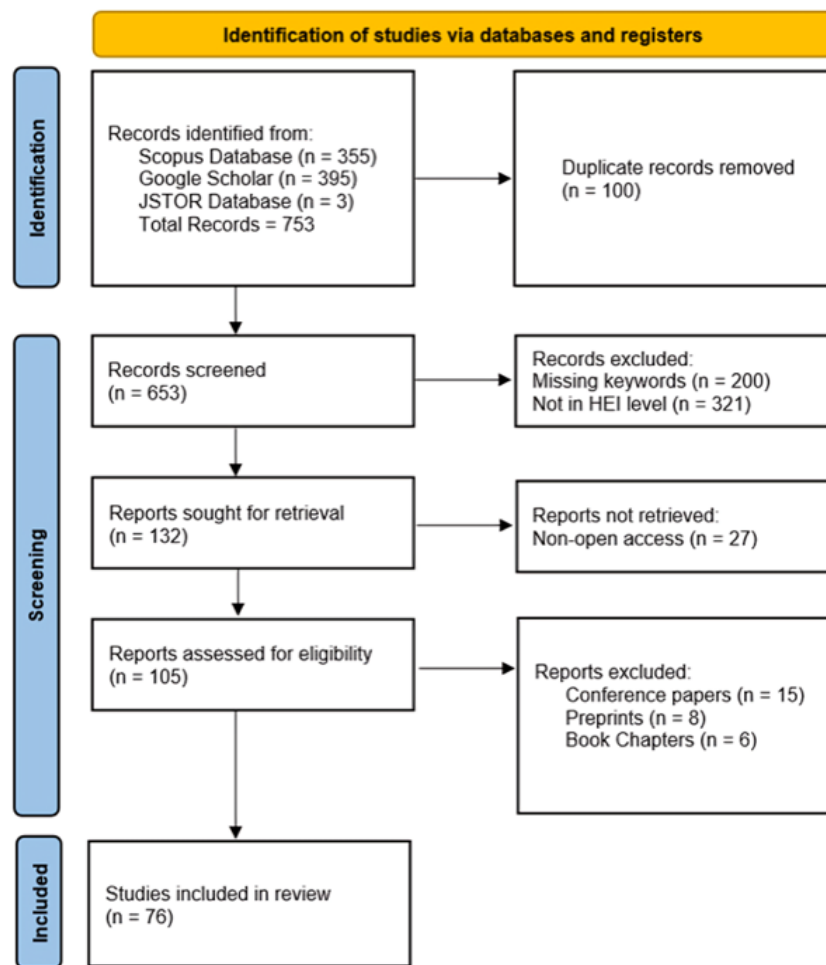 Identification of studies via databases and registers
Identification
Records identified from:
Scopus Database (n = 355)
Google Scholar (n = 395)
JSTOR Database (n = 3)
Total Records = 753
Duplicate records removed
(n = 100)
Screening
Records screened
(n = 653)
Records excluded:
Missing keywords (n = 200)
Not in HEI level (n = 321)
Reports sought for retrieval
(n = 132)
Reports not retrieved:
Non-open access (n = 27)
Reports assessed for eligibility
(n = 105)
Reports excluded:
Conference papers (n = 15)
Preprints (n = 8)
Book Chapters (n = 6)
Included
Studies included in review
(n = 76)